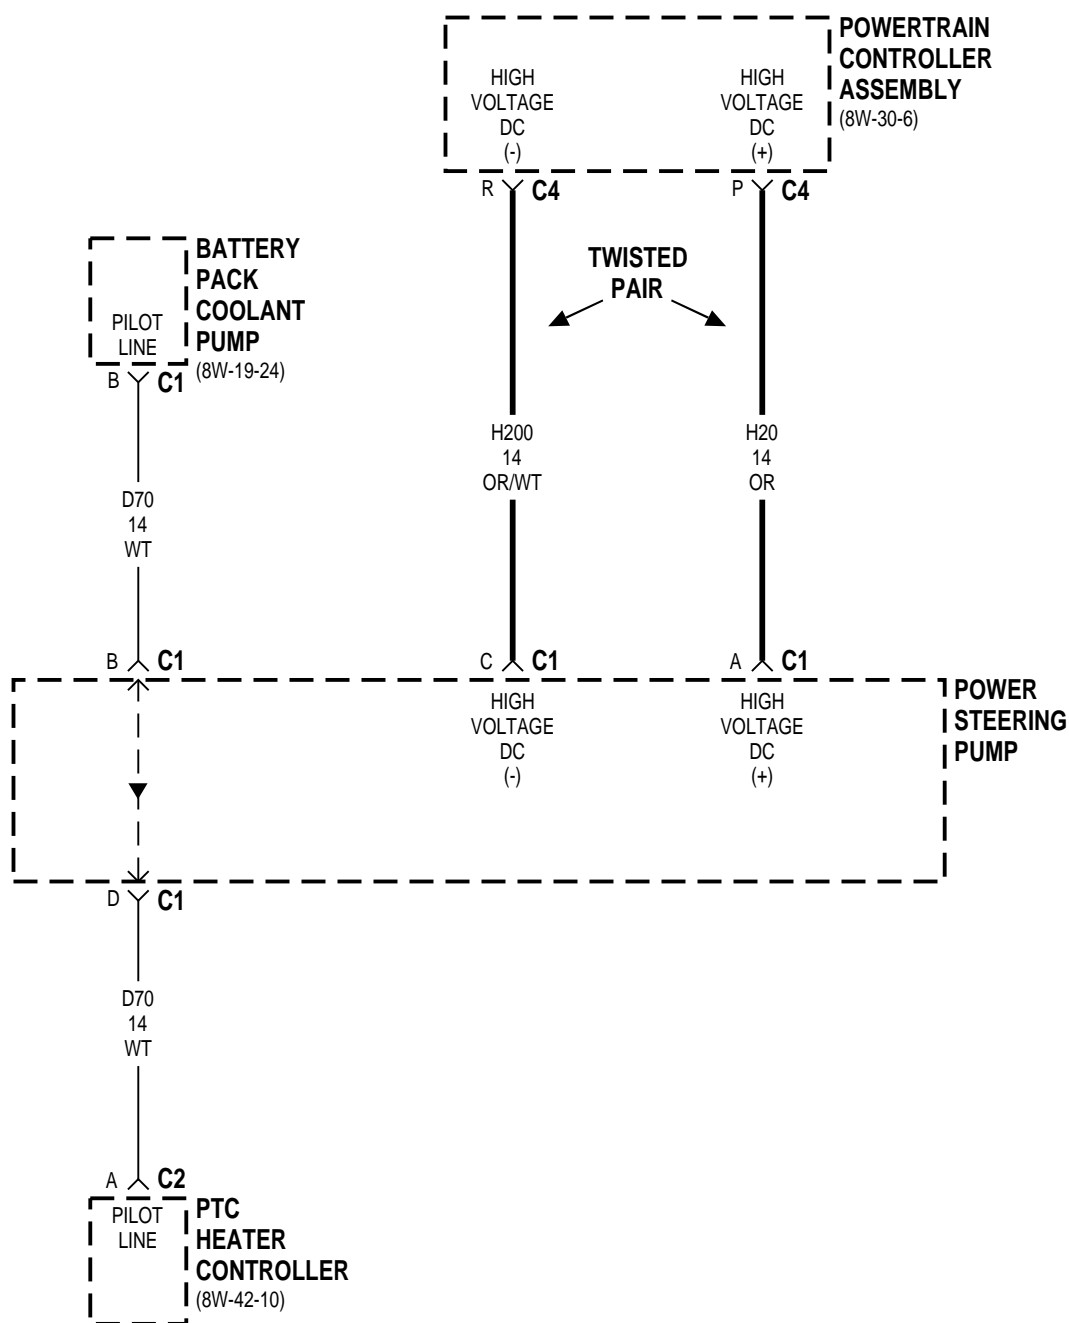 POWERTRAIN
CONTROLLER
ASSEMBLY
(8W-30-6)
HIGH
VOLTAGE
DC
(-)
HIGH
VOLTAGE
DC
(+)
R
C4
P
C4
TWISTED
PAIR
BATTERY
PACK
COOLANT
PUMP
(8W-19-24)
PILOT
LINE
B
C1
H200
14
OR/WT
H20
14
OR
D70
14
WT
B
C1
C
C1
A
C1
HIGH
VOLTAGE
DC
(-)
HIGH
VOLTAGE
DC
(+)
POWER
STEERING
PUMP
D
C1
D70
14
WT
A
C2
PILOT
LINE
PTC
HEATER
CONTROLLER
(8W-42-10)